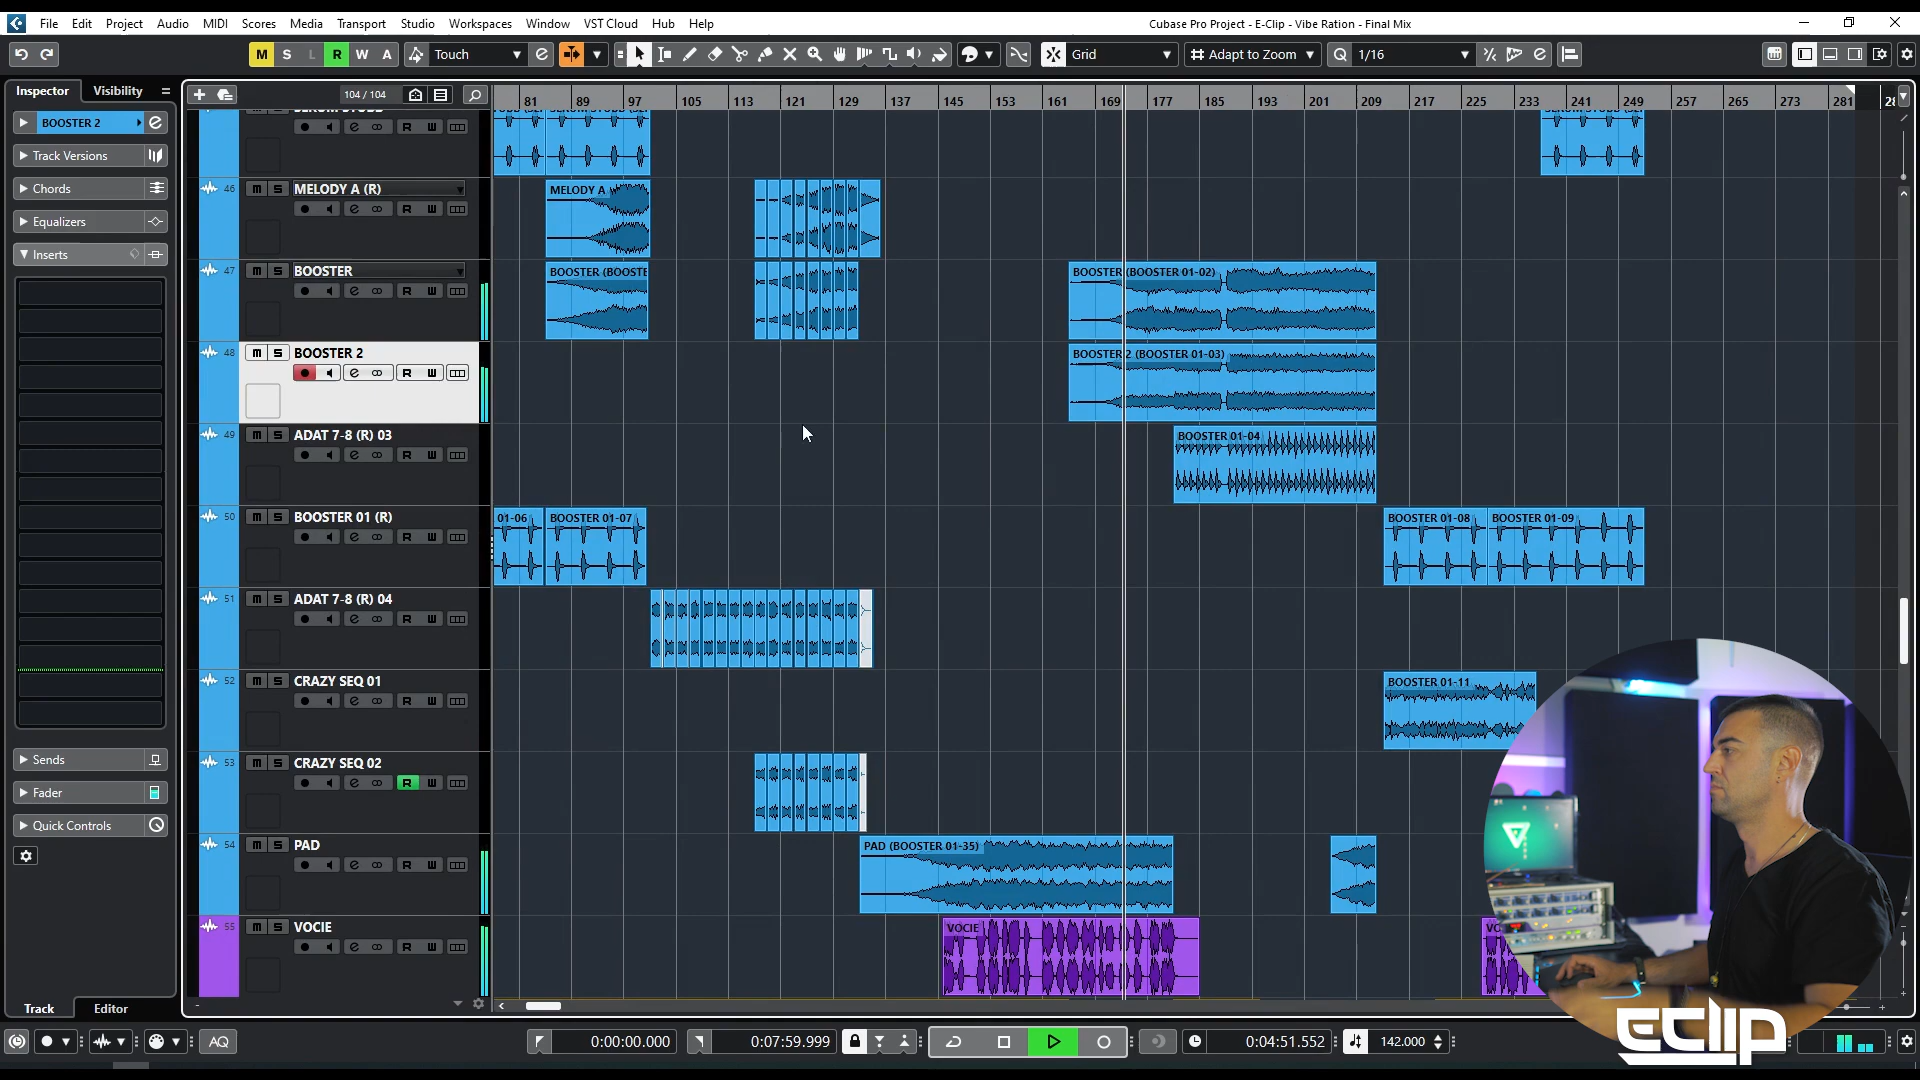 File Edit Project Audio MIDI Scores Media Transport Studio Workspaces Window VST Cloud Hub Help
Cubase Pro Project - E-Clip - Vibe Ration - Final Mix
M S L R W A Touch Grid Adapt to Zoom Q 1/16
Inspector Visibility
104 / 104
81 89 97 105 113 121 129 137 145 153 161 169 177 185 193 201 209 217 225 233 241 249 257 265 273 281
BOOSTER 2
Track Versions
Chords
Equalizers
Inserts
Sends
Fader
Quick Controls
Track Editor
46 m S MELODY A (R)
MELODY A
47 m S BOOSTER
BOOSTER (BOOSTE
BOOSTER (BOOSTER 01-02)
48 m S BOOSTER 2
BOOSTER 2 (BOOSTER 01-03)
49 m S ADAT 7-8 (R) 03
BOOSTER 01-04
50 m S BOOSTER 01 (R)
01-06 BOOSTER 01-07
BOOSTER 01-08 BOOSTER 01-09
51 m S ADAT 7-8 (R) 04
52 m S CRAZY SEQ 01
BOOSTER 01-11
53 m S CRAZY SEQ 02
54 m S PAD
PAD (BOOSTER 01-35)
55 m S VOCIE
VOCIE
AQ 0:00:00.000 0:07:59.999 0:04:51.552 142.000
ECLIP